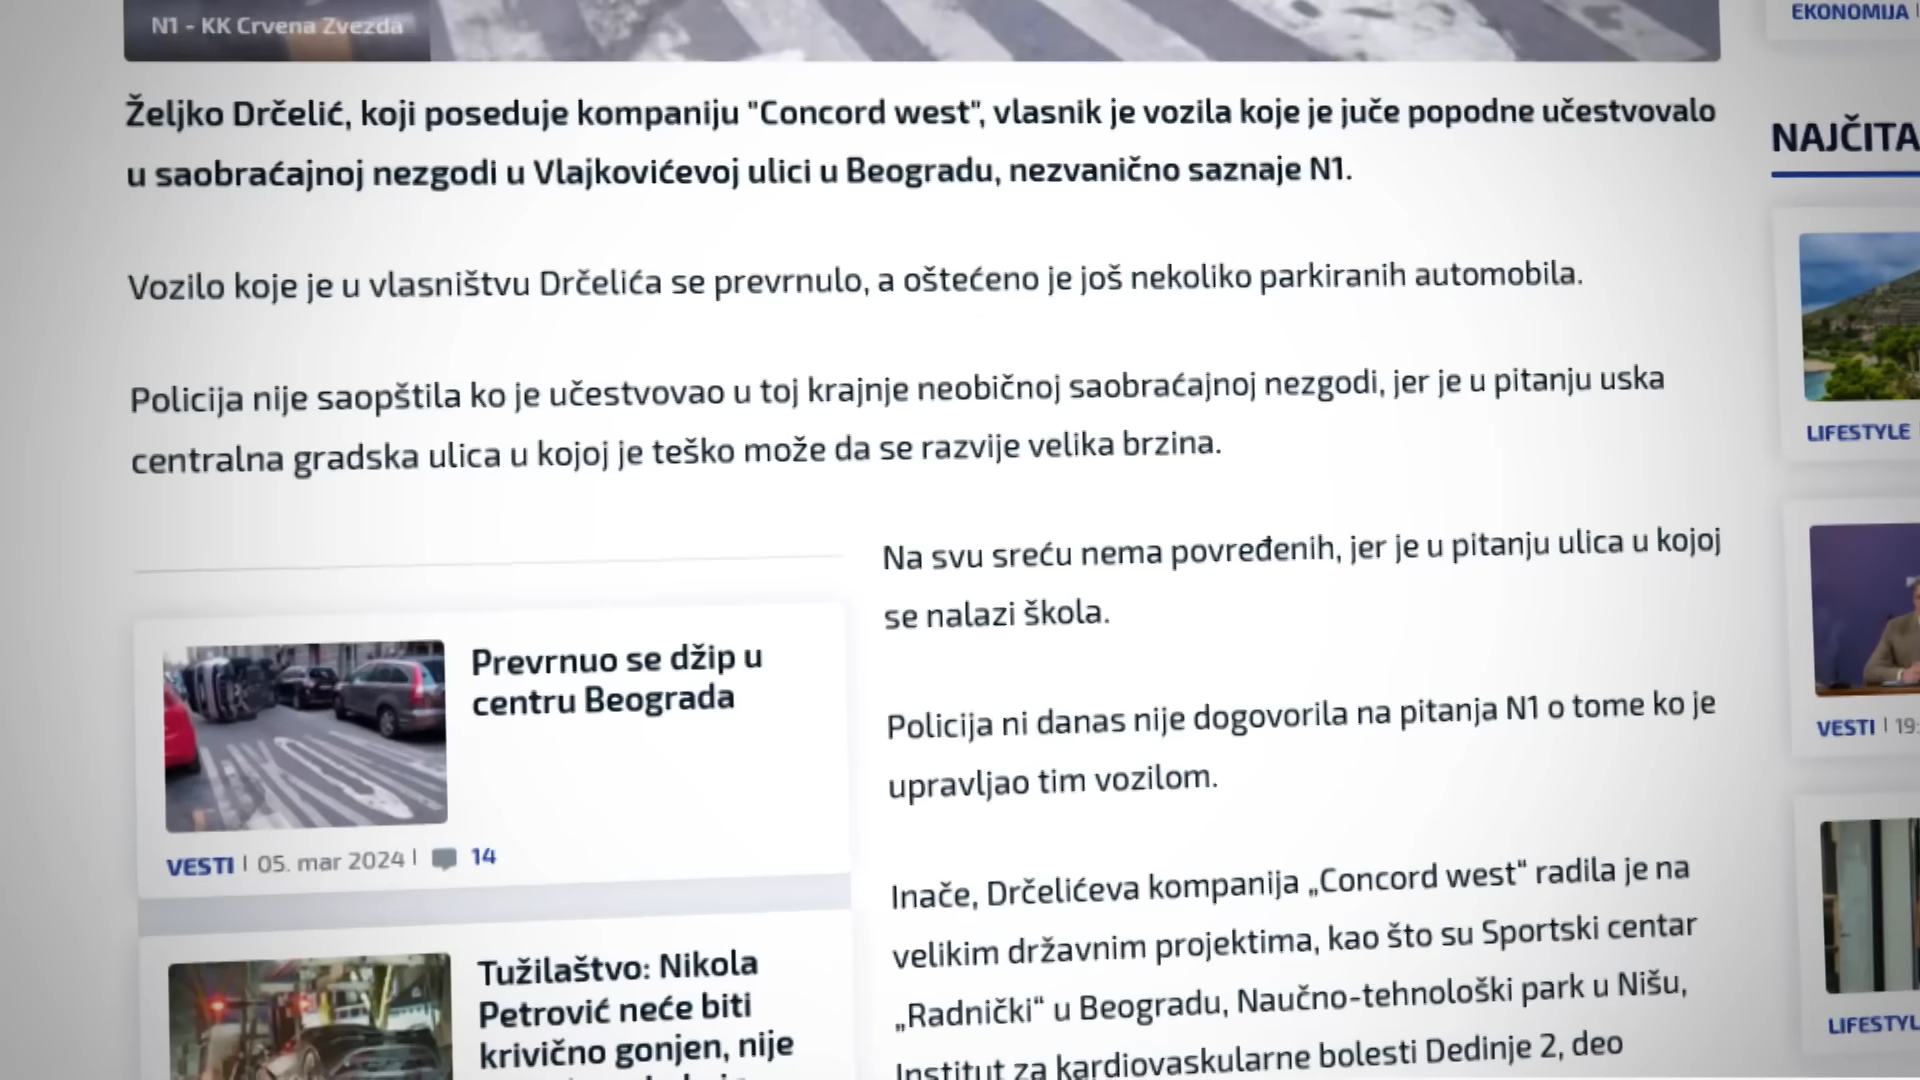 N1 - KK Crvena Zvezda
EKONOMIJA
Željko Drčelić, koji poseduje kompaniju "Concord west", vlasnik je vozila koje je juče popodne učestvovalo
u saobraćajnoj nezgodi u Vlajkovićevoj ulici u Beogradu, nezvanično saznaje N1.
Vozilo koje je u vlasništvu Drčelića se prevrnulo, a oštećeno je još nekoliko parkiranih automobila.
Policija nije saopštila ko je učestvovao u toj krajnje neobičnoj saobraćajnoj nezgodi, jer je u pitanju uska
centralna gradska ulica u kojoj je teško može da se razvije velika brzina.
Na svu sreću nema povređenih, jer je u pitanju ulica u kojoj
se nalazi škola.
Policija ni danas nije dogovorila na pitanja N1 o tome ko je
upravljao tim vozilom.
Inače, Drčelićeva kompanija „Concord west“ radila je na
velikim državnim projektima, kao što su Sportski centar
„Radnički“ u Beogradu, Naučno-tehnološki park u Nišu,
Institut za kardiovaskularne bolesti Dedinje 2, deo
Prevrnuo se džip u
centru Beograda
VESTI | 05. mar 2024 | 14
Tužilaštvo: Nikola
Petrović neće biti
krivično gonjen, nije
NAJČITA
LIFESTYLE
VESTI | 19:
LIFESTYL